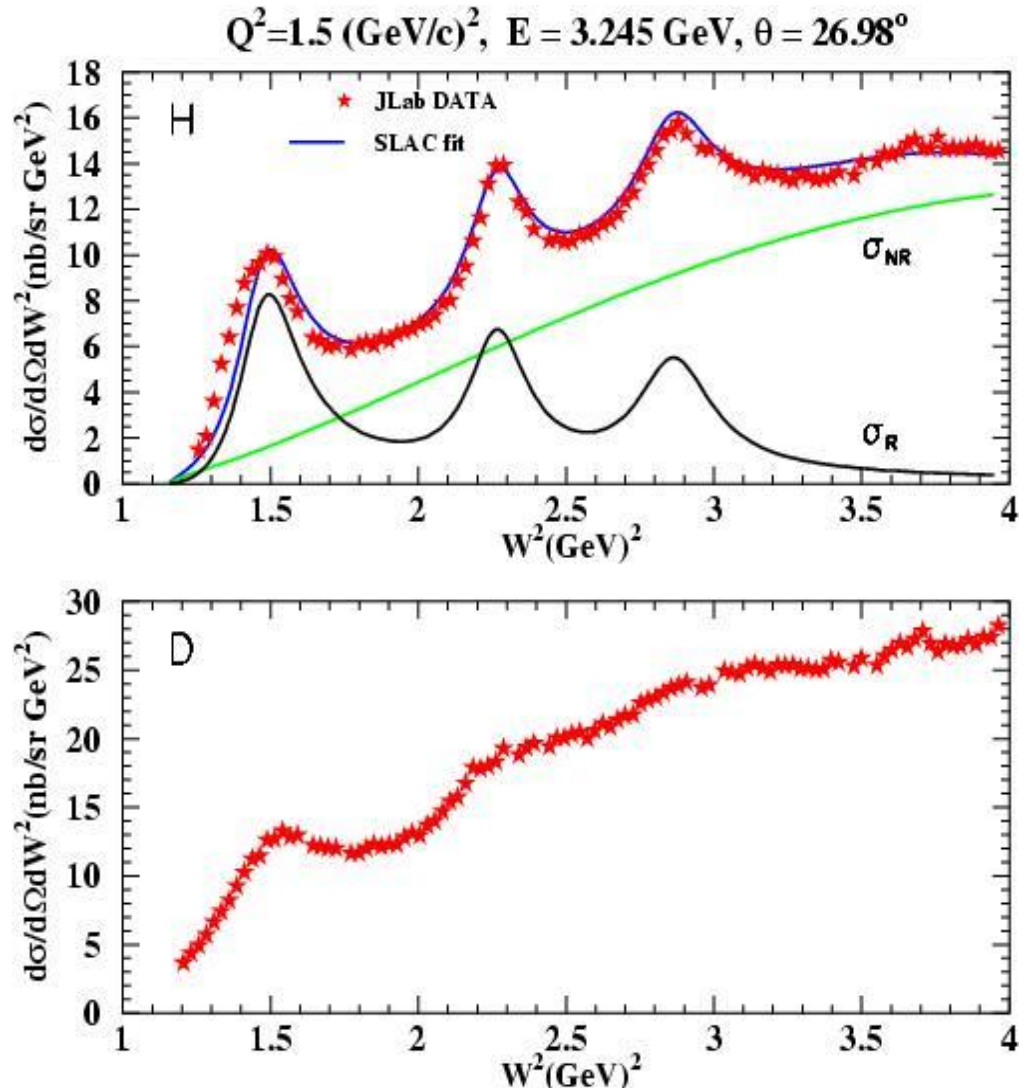 Q²=1.5 (GeV/c)², E = 3.245 GeV, θ = 26.98°
dσ/dΩdW²(nb/sr GeV²)
18
16
14
12
10
8
6
4
2
0
H
JLab DATA
SLAC fit
σNR
σR
1 1.5 2 2.5 3 3.5 4
W²(GeV)²
dσ/dΩdW²(nb/sr GeV²)
30
25
20
15
10
5
0
D
1 1.5 2 2.5 3 3.5 4
W²(GeV)²